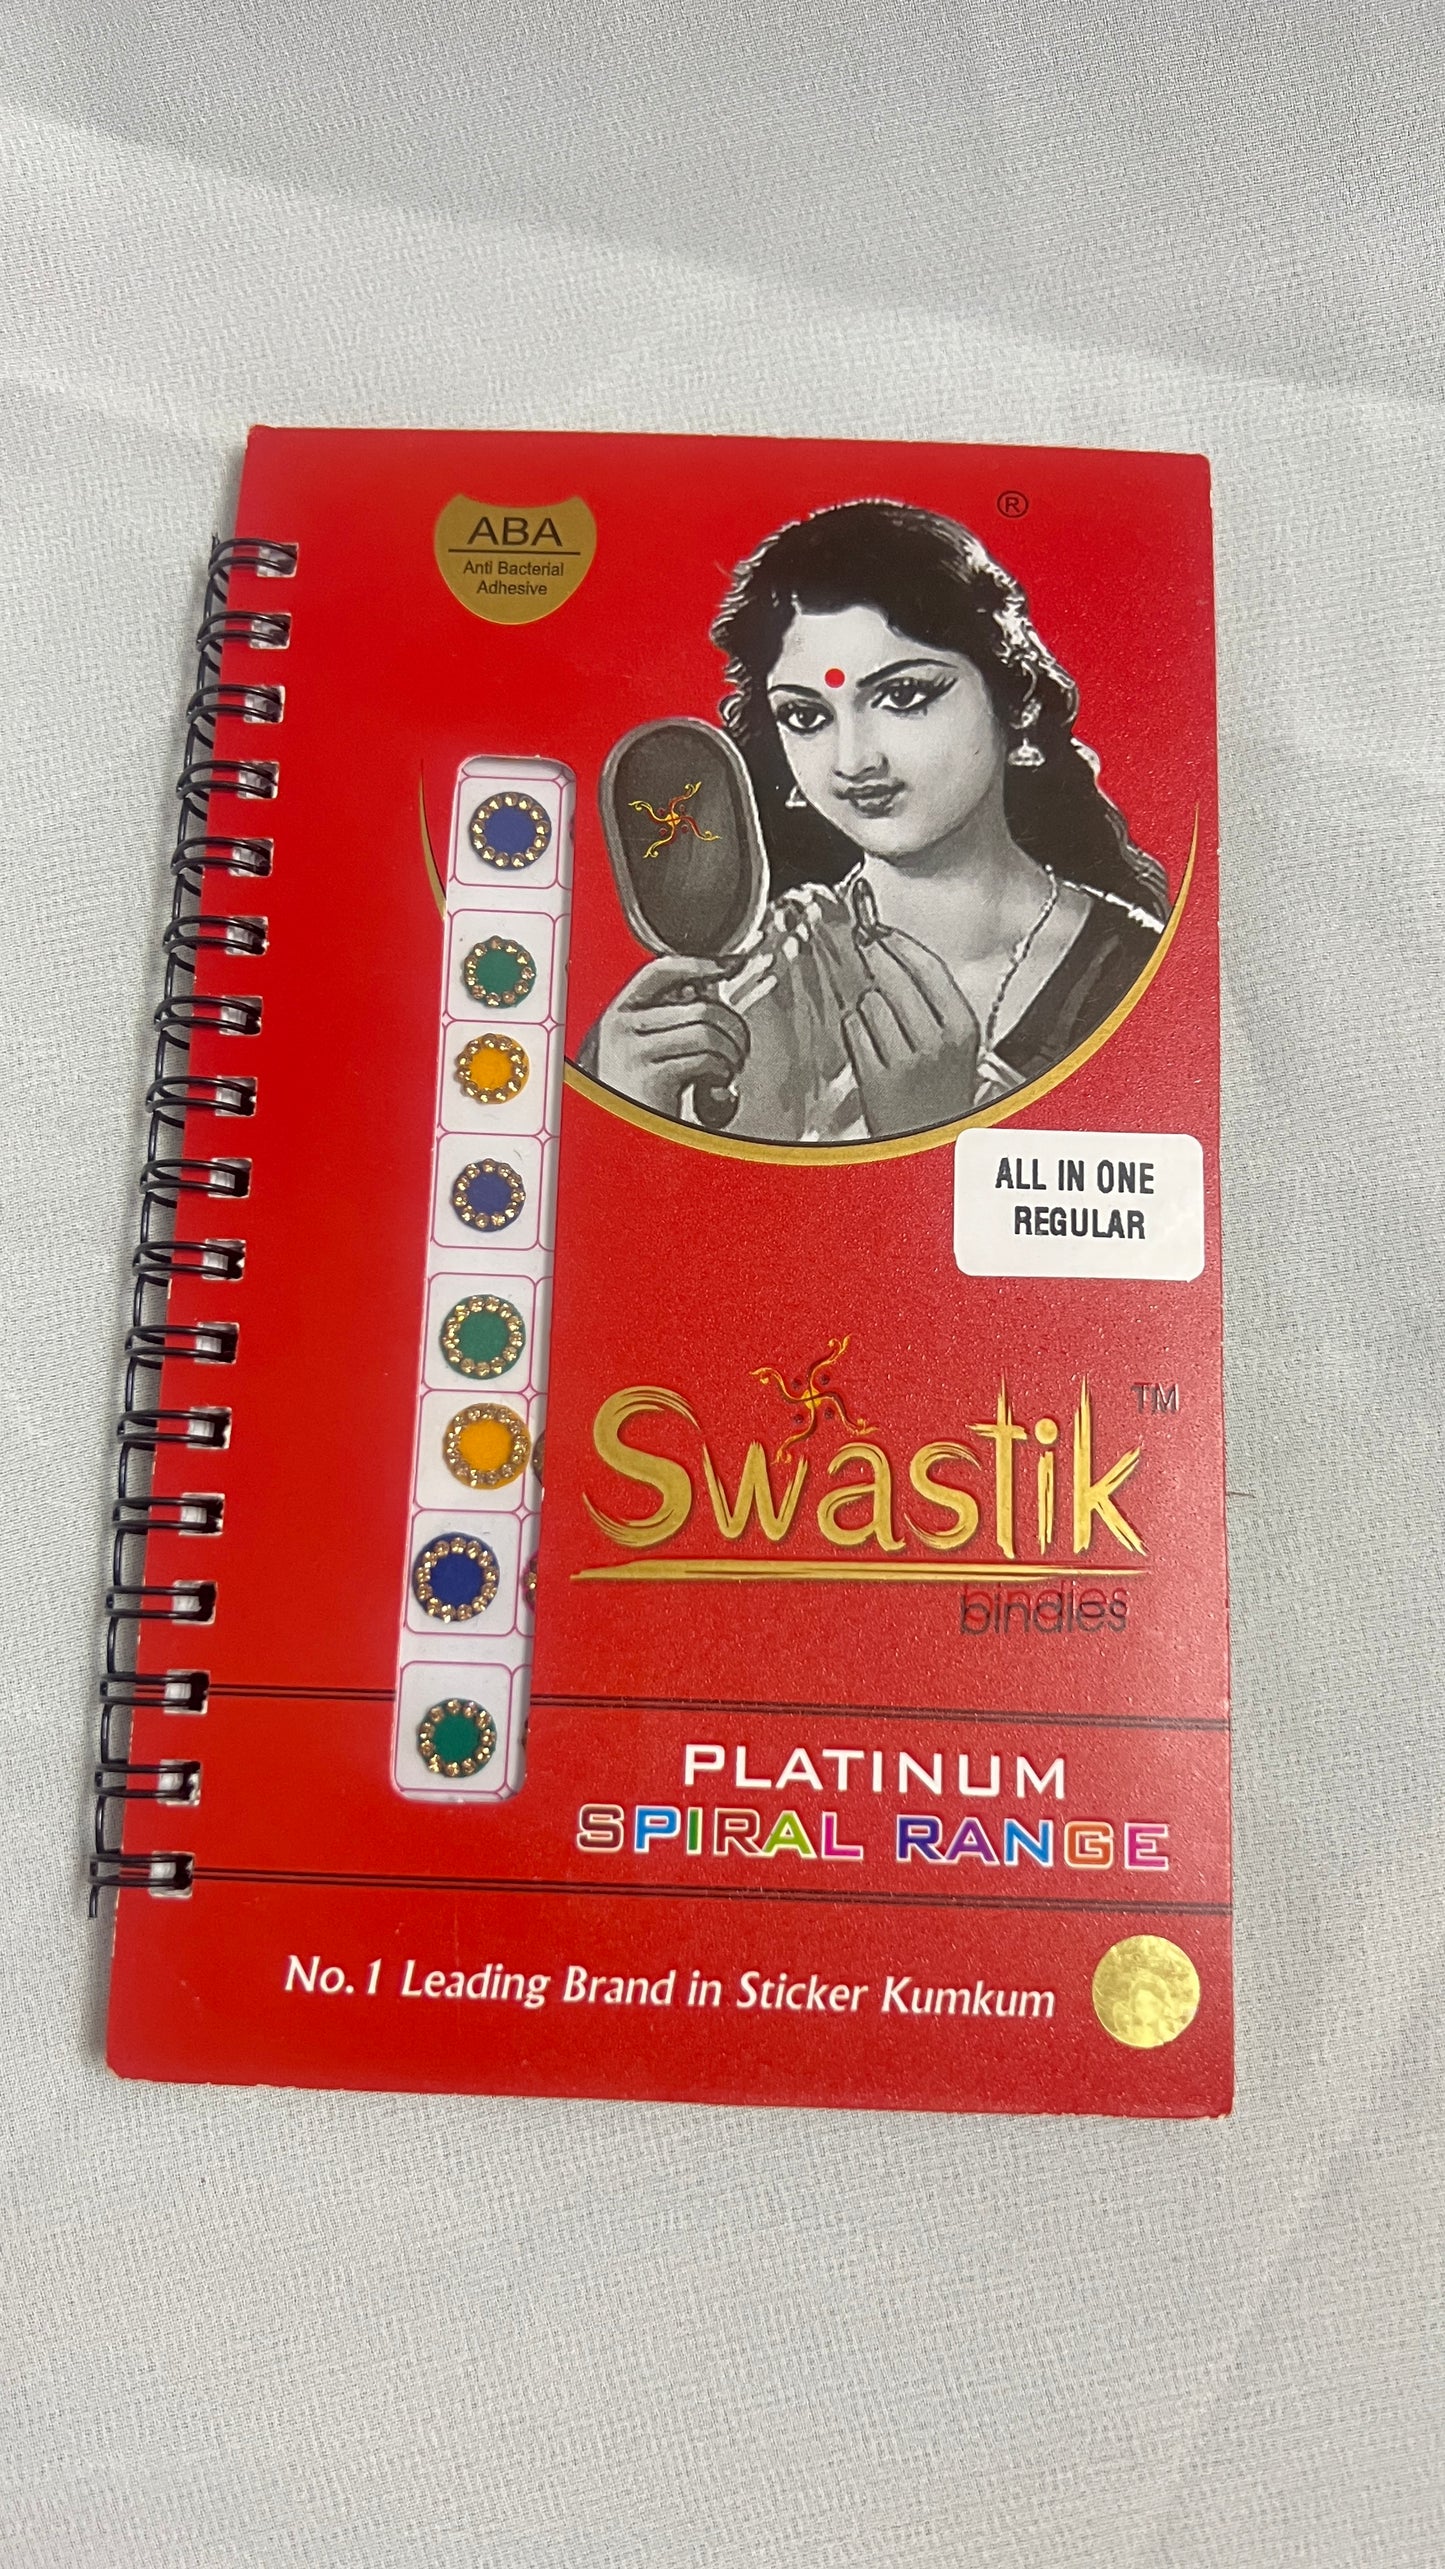 ABA
Anti Bacterial
Adhesive
®
ALL IN ONE
REGULAR
Swastik TM
bindies
PLATINUM
SPIRAL RANGE
No.1 Leading Brand in Sticker Kumkum